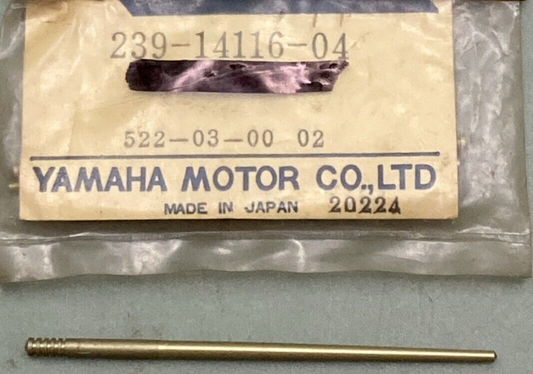 239-14116-04
522-03-00 02
YAMAHA MOTOR CO.,LTD
MADE IN JAPAN 20224